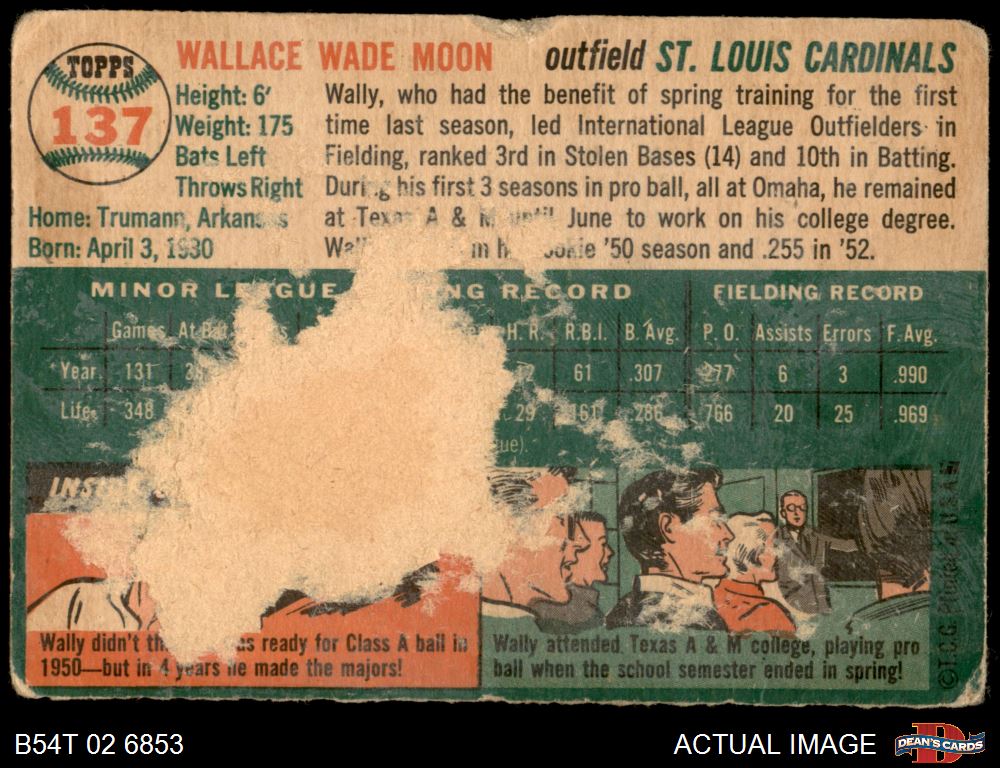 TOPPS
137
WALLACE WADE MOON outfield ST. LOUIS CARDINALS
Height: 6'
Weight: 175
Bats Left
Throws Right
Home: Trumann, Arkansas
Born: April 3, 1930
Wally, who had the benefit of spring training for the first
time last season, led International League Outfielders in
Fielding, ranked 3rd in Stolen Bases (14) and 10th in Batting.
During his first 3 seasons in pro ball, all at Omaha, he remained
at Texas A & M until June to work on his college degree.
'50 season and .255 in '52.
MINOR LEAGUE RECORD FIELDING RECORD
Games At Bat H.R. R.B.I. B. Avg. P.O. Assists Errors F. Avg.
Year 131 61 .307 277 6 3 .990
Life 348 29 161 .286 766 20 25 .969
Wally didn't ready for Class A ball in
1950—but in 4 years he made the majors!
Wally attended Texas A & M college, playing pro
ball when the school semester ended in spring!
© T.C.G. Printed in U.S.A.
B54T 02 6853
ACTUAL IMAGE
D
DEAN'S CARDS